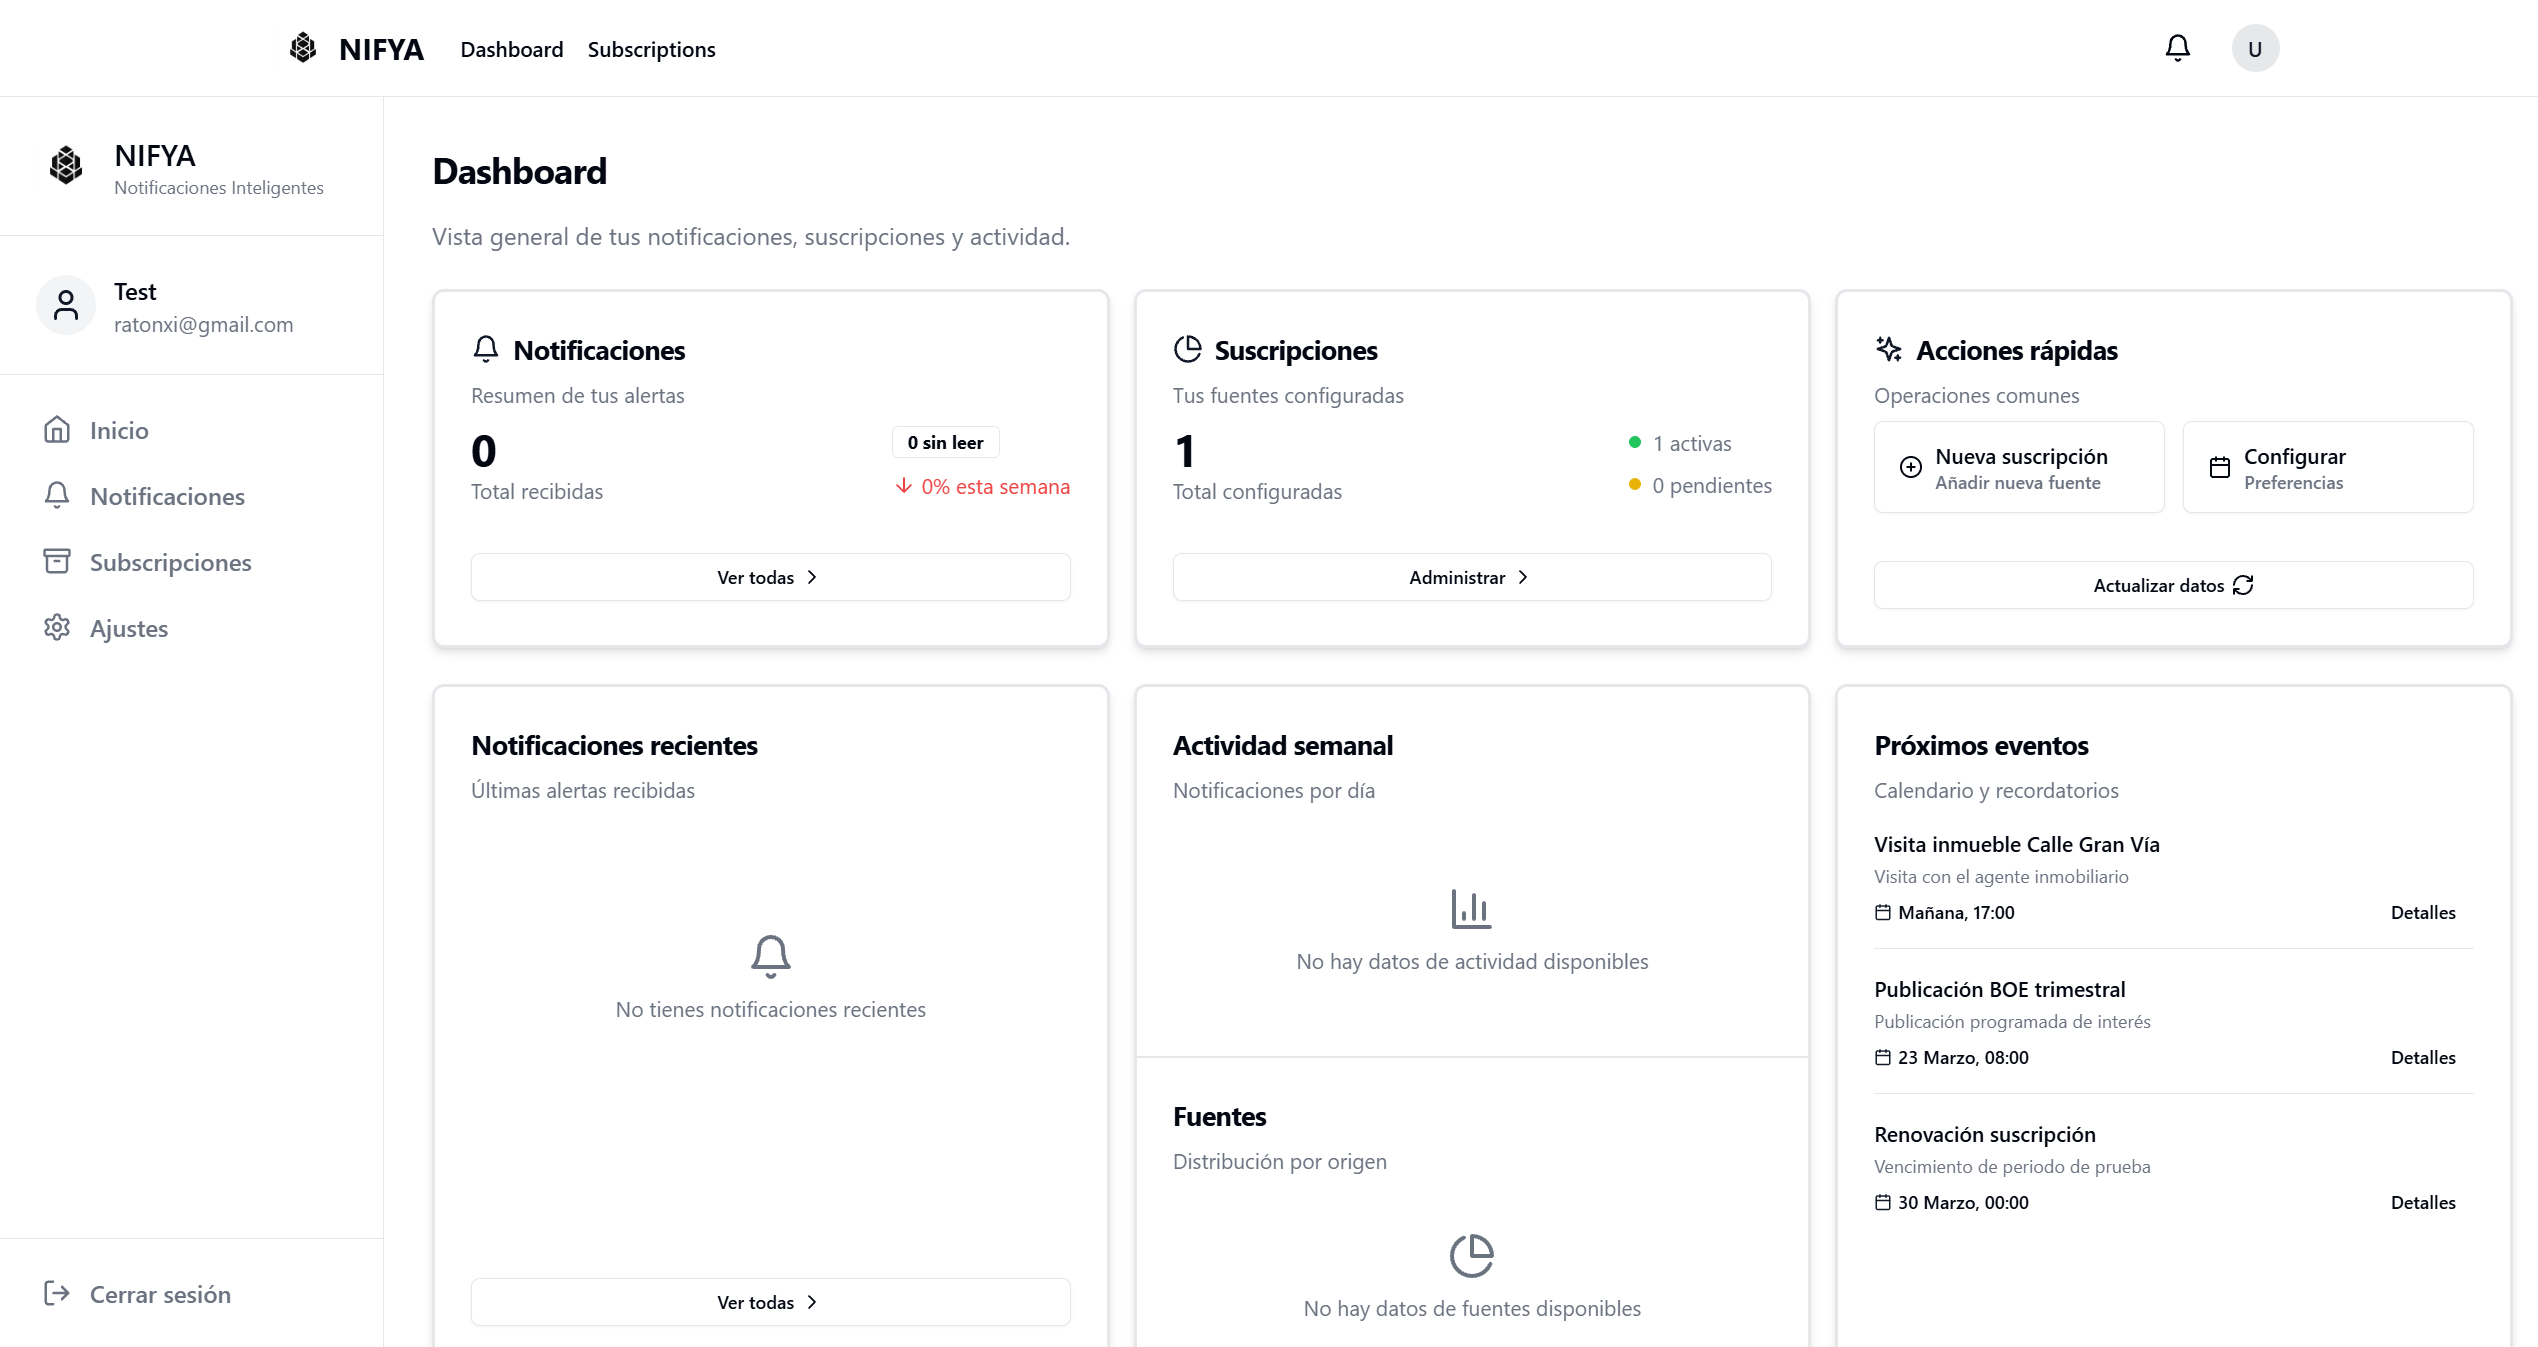 NIFYA
Dashboard
Subscriptions
U
NIFYA
Notificaciones Inteligentes
Test
ratonxi@gmail.com
Inicio
Notificaciones
Subscripciones
Ajustes
Cerrar sesión
Dashboard
Vista general de tus notificaciones, suscripciones y actividad.
Notificaciones
Resumen de tus alertas
0
Total recibidas
0 sin leer
0% esta semana
Ver todas
Suscripciones
Tus fuentes configuradas
1
Total configuradas
1 activas
0 pendientes
Administrar
Acciones rápidas
Operaciones comunes
Nueva suscripción
Añadir nueva fuente
Configurar
Preferencias
Actualizar datos
Notificaciones recientes
Últimas alertas recibidas
No tienes notificaciones recientes
Ver todas
Actividad semanal
Notificaciones por día
No hay datos de actividad disponibles
Fuentes
Distribución por origen
No hay datos de fuentes disponibles
Próximos eventos
Calendario y recordatorios
Visita inmueble Calle Gran Vía
Visita con el agente inmobiliario
Mañana, 17:00
Detalles
Publicación BOE trimestral
Publicación programada de interés
23 Marzo, 08:00
Detalles
Renovación suscripción
Vencimiento de periodo de prueba
30 Marzo, 00:00
Detalles